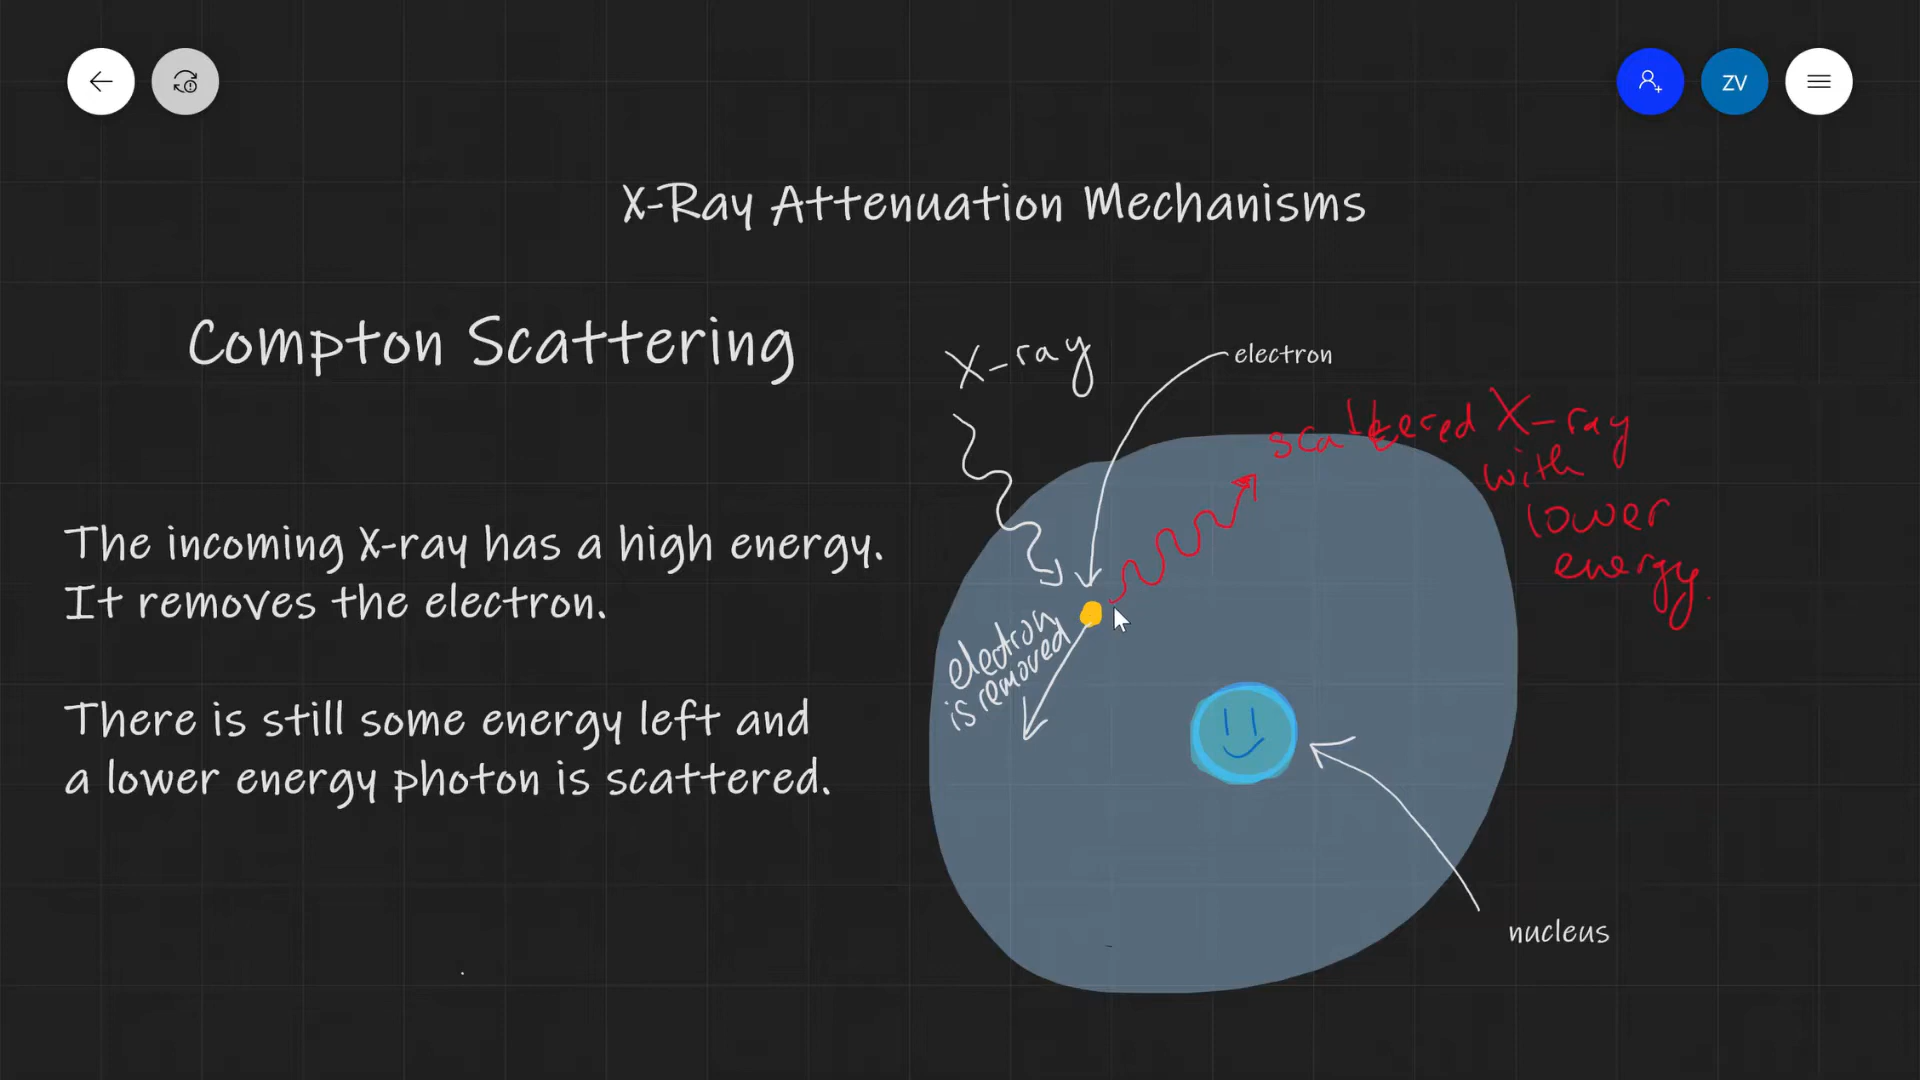 ZV
X-Ray Attenuation Mechanisms
Compton Scattering
The incoming X-ray has a high energy.
It removes the electron.
There is still some energy left and
a lower energy photon is scattered.
X-ray
electron
scattered X-ray
with
lower
energy.
electron
is removed
nucleus